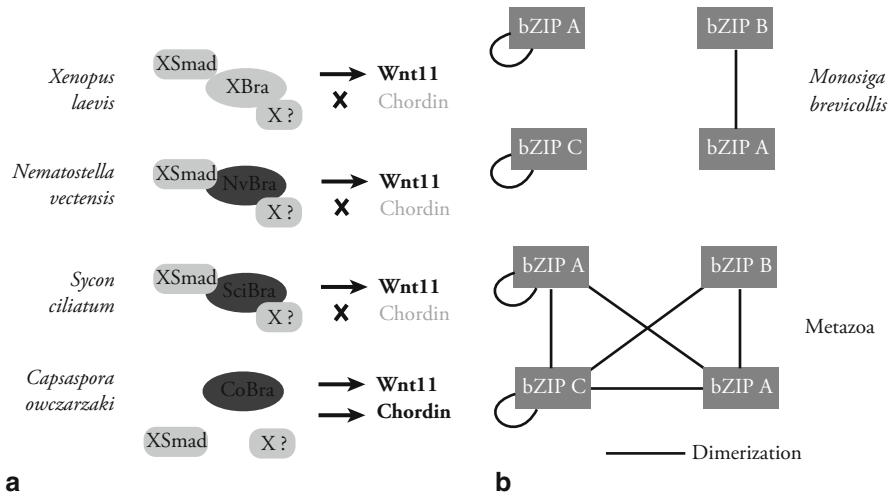 Xenopus
laevis
XSmad
XBra
X ?
Wnt11
Chordin
Nematostella
vectensis
XSmad
NvBra
X ?
Wnt11
Chordin
Sycon
ciliatum
XSmad
SciBra
X ?
Wnt11
Chordin
Capsaspora
owczarzaki
CoBra
XSmad
X ?
Wnt11
Chordin
a
bZIP A
bZIP B
bZIP C
bZIP A
Monosiga
brevicollis
bZIP A
bZIP B
bZIP C
bZIP A
Metazoa
Dimerization
b